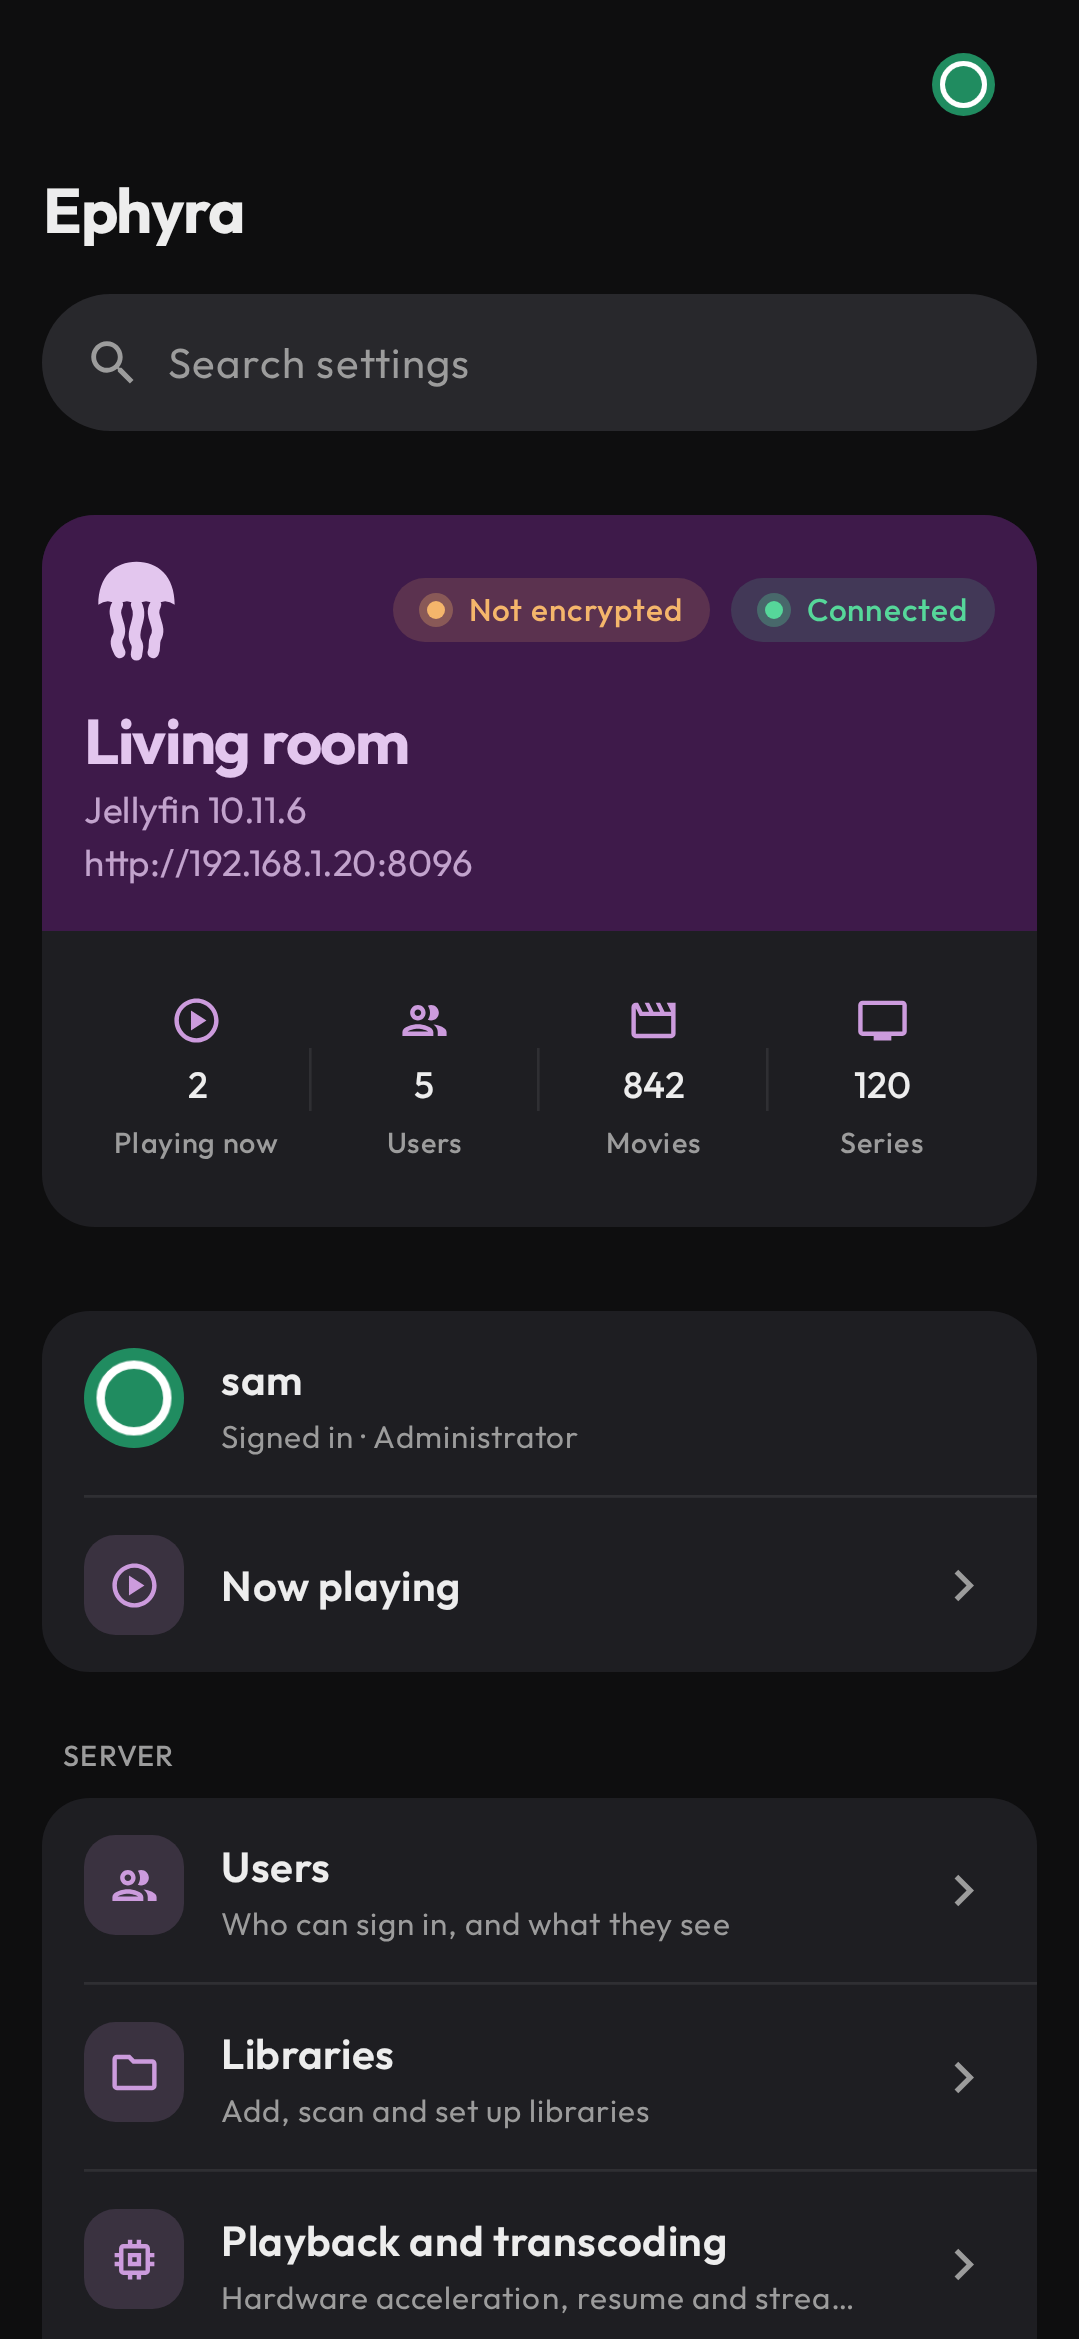 Ephyra
Search settings
Not encrypted
Connected
Living room
Jellyfin 10.11.6
http://192.168.1.20:8096
2
5
842
120
Playing now
Users
Movies
Series
sam
Signed in · Administrator
Now playing
SERVER
Users
Who can sign in, and what they see
Libraries
Add, scan and set up libraries
Playback and transcoding
Hardware acceleration, resume and strea…